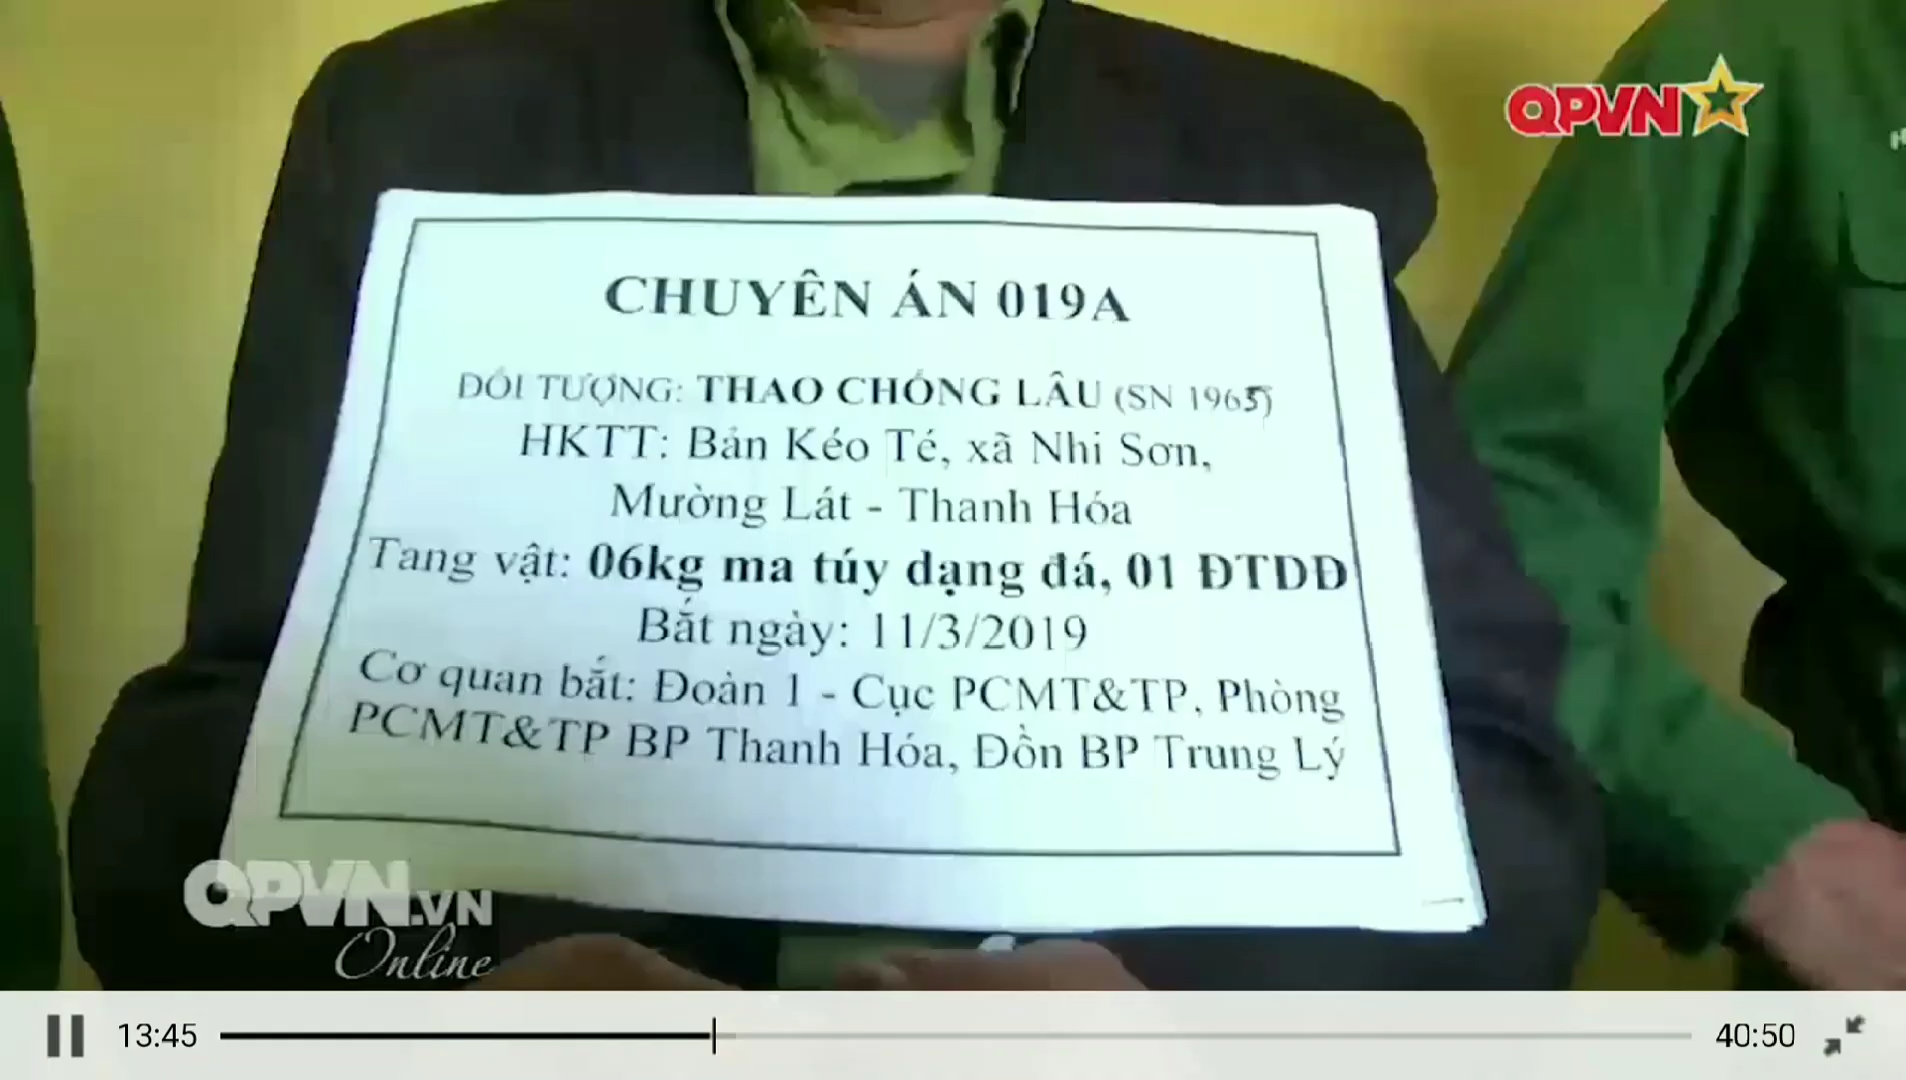 QPVN
CHUYÊN ÁN 019A
ĐỐI TƯỢNG: THAO CHỐNG LÂU (SN 1965)
HKTT: Bản Kéo Té, xã Nhi Sơn,
Mường Lát - Thanh Hóa
Tang vật: 06kg ma túy dạng đá, 01 ĐTDĐ
Bắt ngày: 11/3/2019
Cơ quan bắt: Đoàn 1 - Cục PCMT&TP, Phòng
PCMT&TP BP Thanh Hóa, Đồn BP Trung Lý
QPVN.VN
Online
13:45
40:50